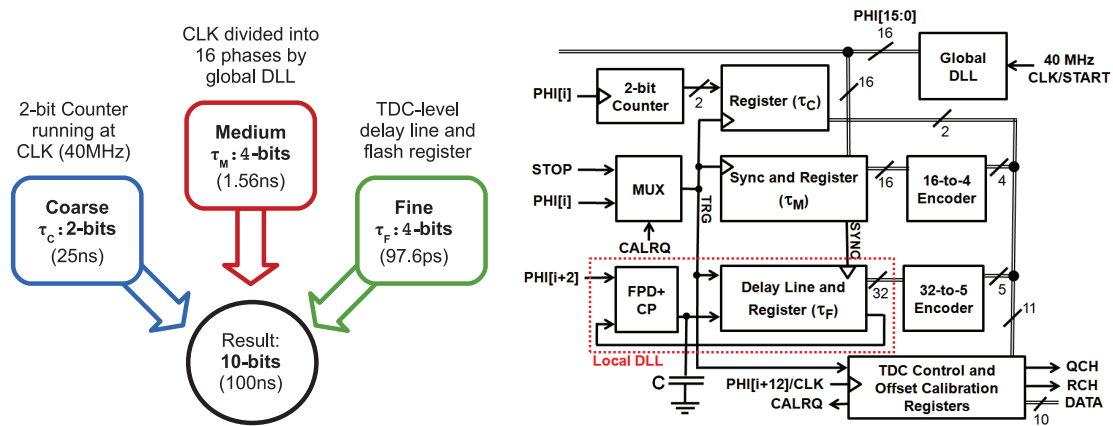 CLK divided into
16 phases by
global DLL
2-bit Counter
running at
CLK (40MHz)
TDC-level
delay line and
flash register
Medium
τM: 4-bits
(1.56ns)
Coarse
τC: 2-bits
(25ns)
Fine
τF: 4-bits
(97.6ps)
Result:
10-bits
(100ns)
PHI[15:0]
16
Global
DLL
40 MHz
CLK/START
PHI[i]
2-bit
Counter
2
Register (τC)
16
2
STOP
PHI[i]
MUX
CALRQ
TRG
Sync and Register
(τM)
16
16-to-4
Encoder
4
SYNC
PHI[i+2]
FPD+
CP
Delay Line and
Register (τF)
32
32-to-5
Encoder
5
11
Local DLL
C
PHI[i+12]/CLK
CALRQ
TDC Control and
Offset Calibration
Registers
QCH
RCH
DATA
10